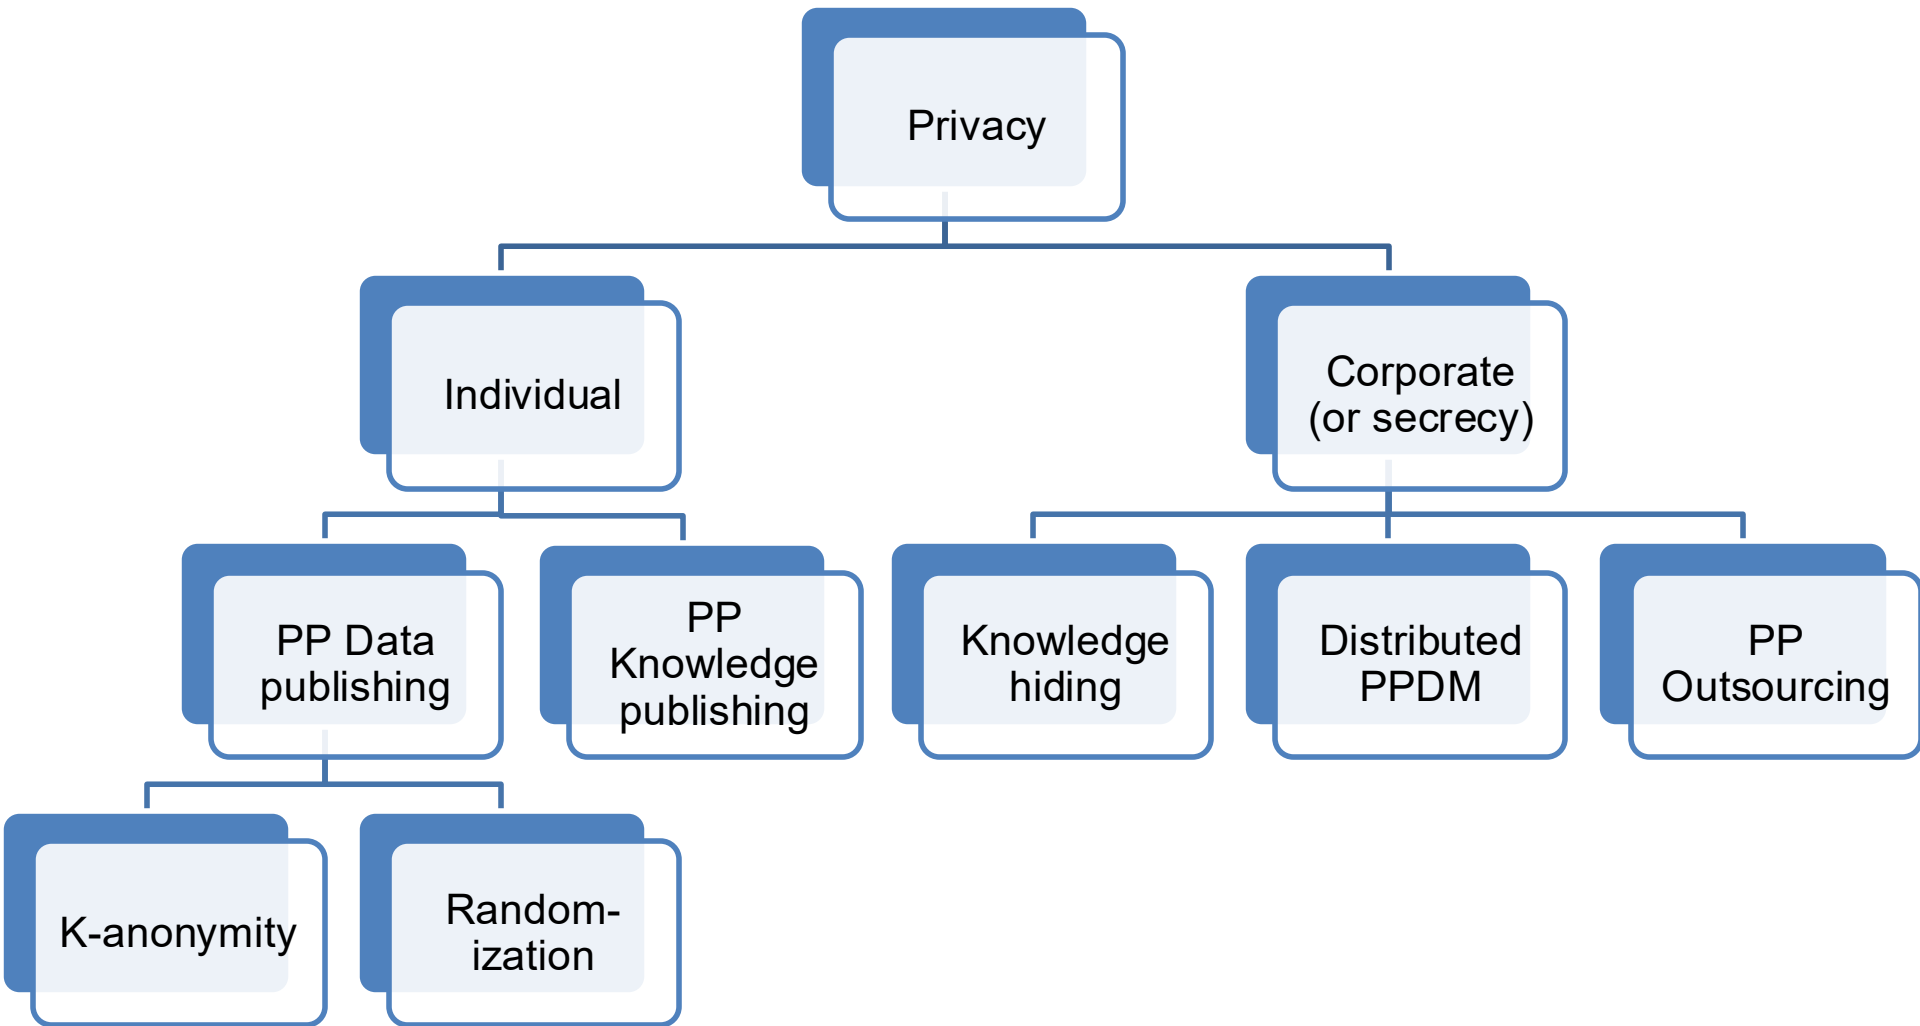 Privacy
Individual
Corporate
(or secrecy)
PP Data
publishing
PP
Knowledge
publishing
Knowledge
hiding
Distributed
PPDM
PP
Outsourcing
K-anonymity
Random-
ization